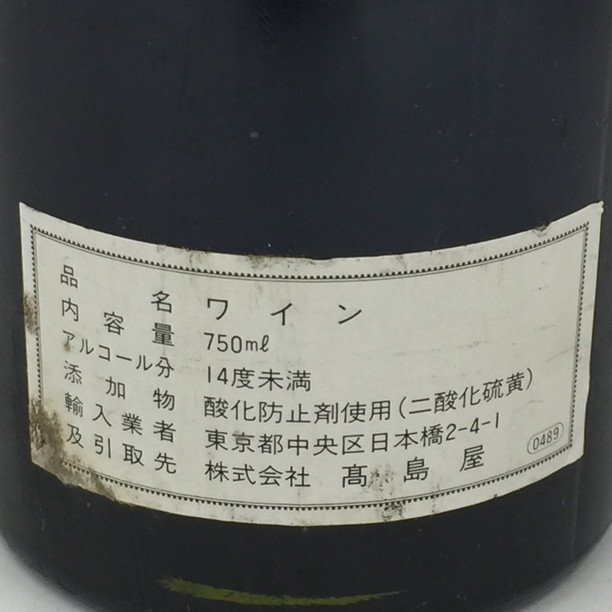 品名 ワイン
内容量 750ml
アルコール分 14度未満
添加物 酸化防止剤使用(二酸化硫黄)
輸入業者 東京都中央区日本橋2-4-1
及引取先 株式会社 髙島屋 0489